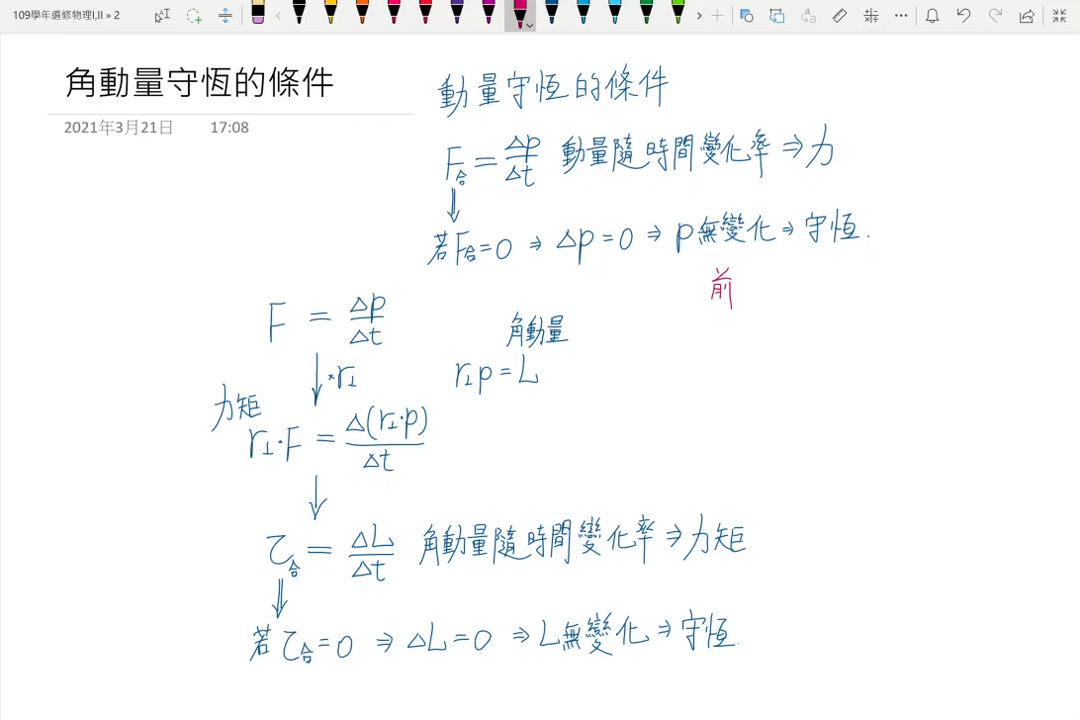 109學年選修物理I,II » 2
角動量守恆的條件
2021年3月21日 17:08
動量守恆的條件
F合 = Δp/Δt 動量隨時間變化率 ⇒ 力
⇓
若F合=0 ⇒ Δp=0 ⇒ p無變化 ⇒ 守恆.
前
F = Δp/Δt
↓ ×r⊥
角動量
r⊥p = L
力矩
r⊥·F = Δ(r⊥·p)/Δt
↓
τ合 = ΔL/Δt 角動量隨時間變化率 ⇒ 力矩
⇓
若τ合=0 ⇒ ΔL=0 ⇒ L無變化 ⇒ 守恆.